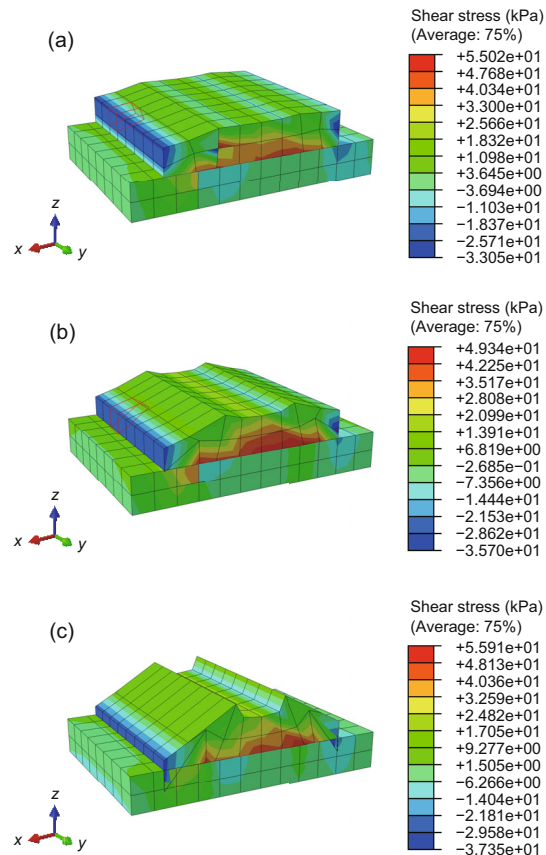 (a)
Shear stress (kPa)
(Average: 75%)
+5.502e+01
+4.768e+01
+4.034e+01
+3.300e+01
+2.566e+01
+1.832e+01
+1.098e+01
+3.645e+00
−3.694e+00
−1.103e+01
−1.837e+01
−2.571e+01
−3.305e+01
z
x
y
(b)
Shear stress (kPa)
(Average: 75%)
+4.934e+01
+4.225e+01
+3.517e+01
+2.808e+01
+2.099e+01
+1.391e+01
+6.819e+00
−2.685e−01
−7.356e+00
−1.444e+01
−2.153e+01
−2.862e+01
−3.570e+01
z
x
y
(c)
Shear stress (kPa)
(Average: 75%)
+5.591e+01
+4.813e+01
+4.036e+01
+3.259e+01
+2.482e+01
+1.705e+01
+9.277e+00
+1.505e+00
−6.266e+00
−1.404e+01
−2.181e+01
−2.958e+01
−3.735e+01
z
x
y